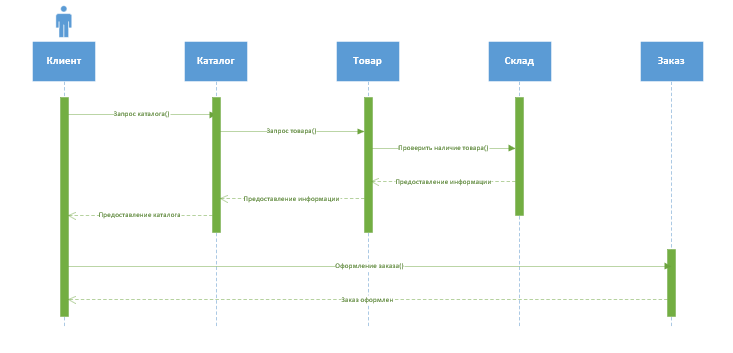 Клиент
Каталог
Товар
Склад
Заказ
Запрос каталога()
Запрос товара()
Проверить наличие товара()
Предоставление информации
Предоставление информации
Предоставление каталога
Оформление заказа()
Заказ оформлен